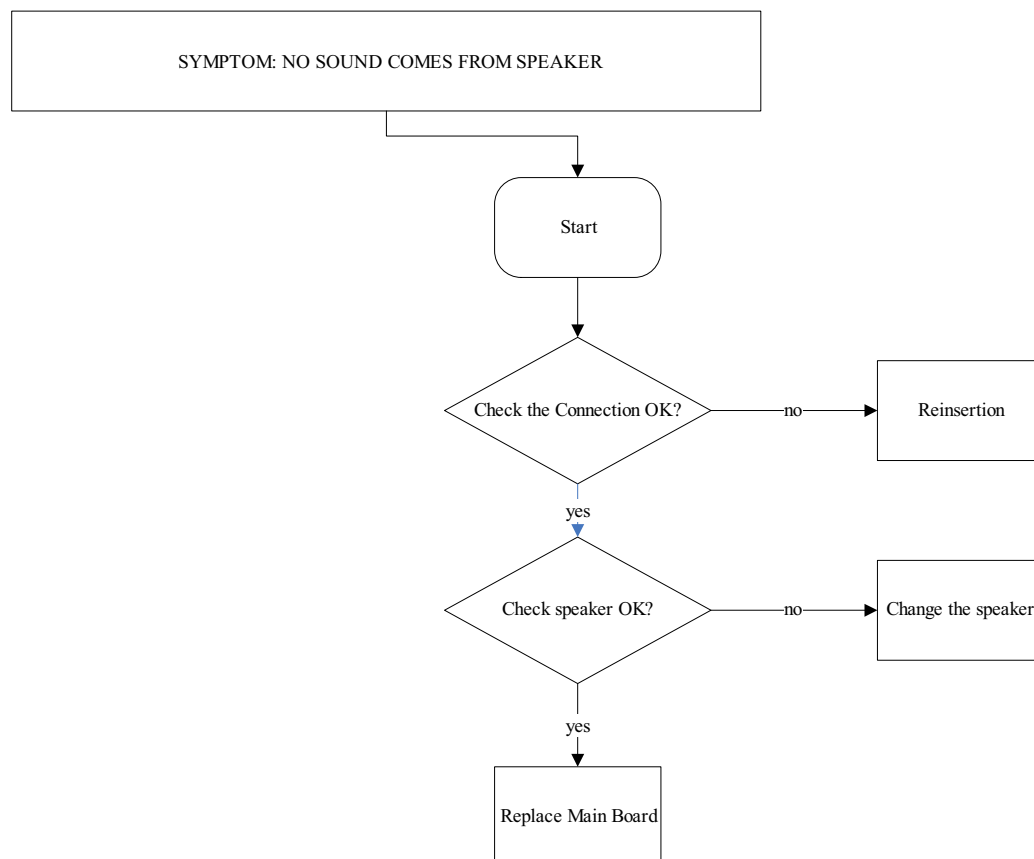 SYMPTOM: NO SOUND COMES FROM SPEAKER
Start
Check the Connection OK?
no
Reinsertion
yes
Check speaker OK?
no
Change the speaker
yes
Replace Main Board